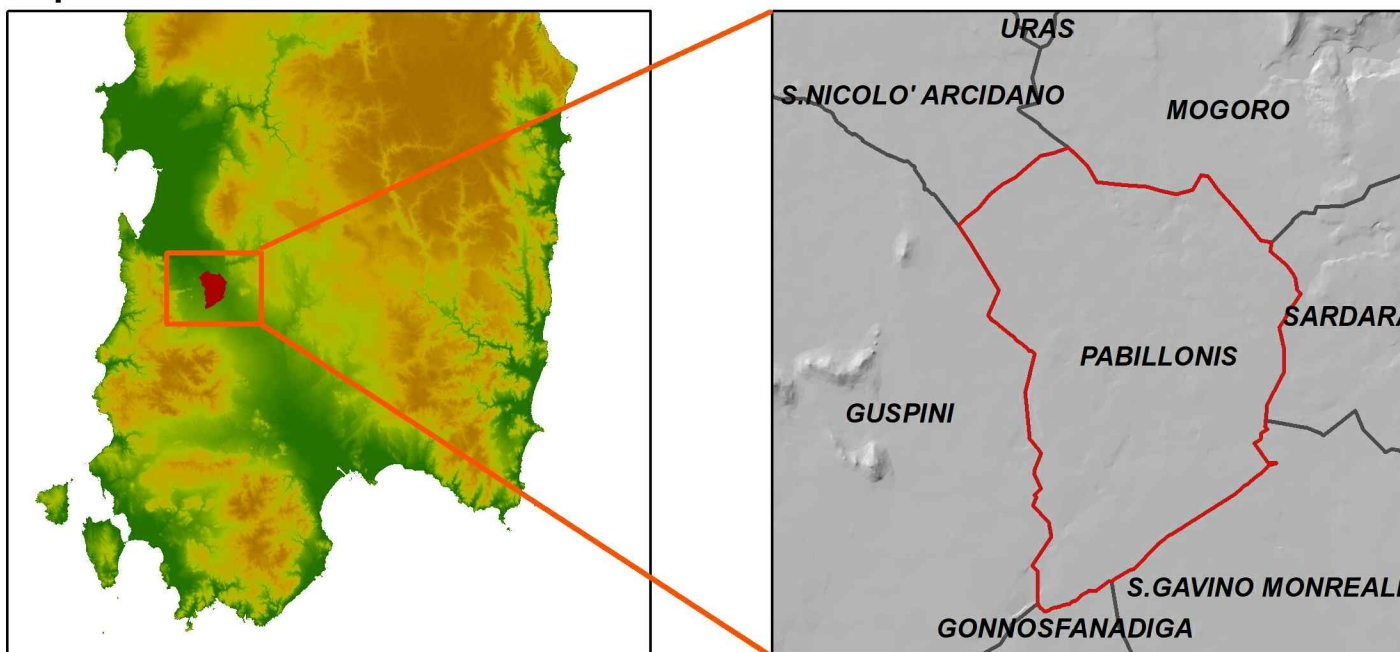 URAS
S.NICOLO' ARCIDANO
MOGORO
SARDARA
PABILLONIS
GUSPINI
S.GAVINO MONREALE
GONNOSFANADIGA